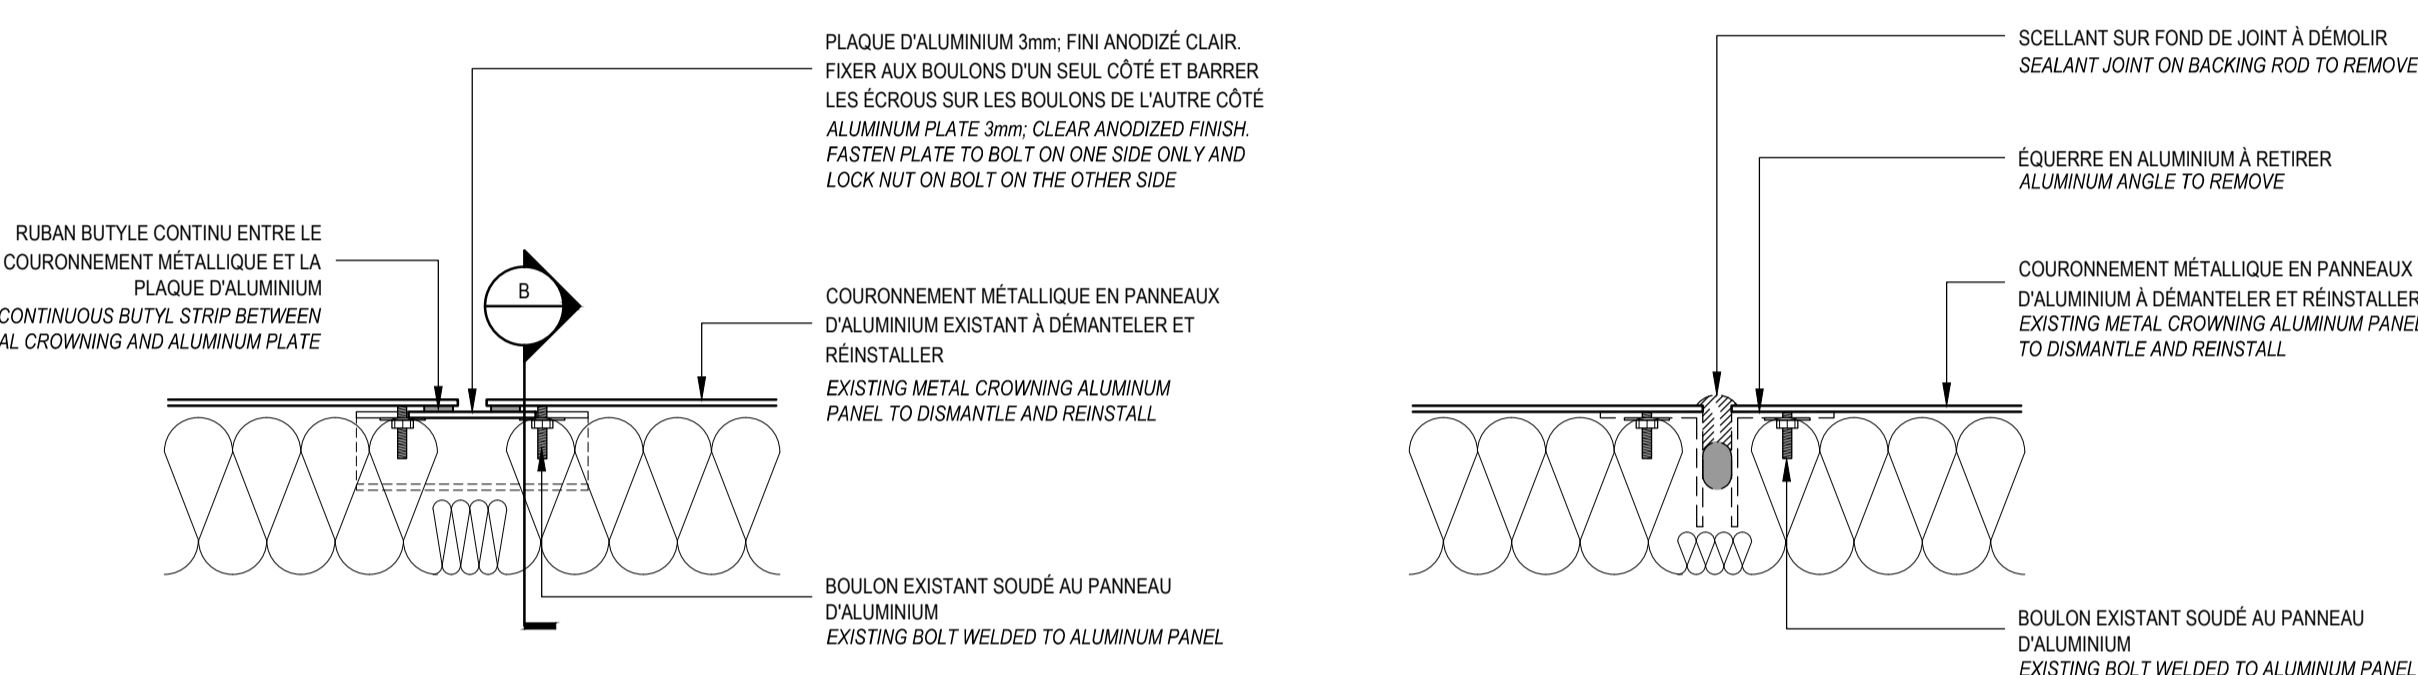 RUBAN BUTYLE CONTINU ENTRE LE
COURONNEMENT MÉTALLIQUE ET LA
PLAQUE D'ALUMINIUM
CONTINUOUS BUTYL STRIP BETWEEN
CROWNING AND ALUMINUM PLATE
PLAQUE D'ALUMINIUM 3mm; FINI ANODIZÉ CLAIR.
FIXER AUX BOULONS D'UN SEUL CÔTÉ ET BARRER
LES ÉCROUS SUR LES BOULONS DE L'AUTRE CÔTÉ
ALUMINUM PLATE 3mm; CLEAR ANODIZED FINISH.
FASTEN PLATE TO BOLT ON ONE SIDE ONLY AND
LOCK NUT ON BOLT ON THE OTHER SIDE
B
COURONNEMENT MÉTALLIQUE EN PANNEAUX
D'ALUMINIUM EXISTANT À DÉMANTELER ET
RÉINSTALLER
EXISTING METAL CROWNING ALUMINUM
PANEL TO DISMANTLE AND REINSTALL
BOULON EXISTANT SOUDÉ AU PANNEAU
D'ALUMINIUM
EXISTING BOLT WELDED TO ALUMINUM PANEL
SCELLANT SUR FOND DE JOINT À DÉMOLIR
SEALANT JOINT ON BACKING ROD TO REMOVE
ÉQUERRE EN ALUMINIUM À RETIRER
ALUMINUM ANGLE TO REMOVE
COURONNEMENT MÉTALLIQUE EN PANNEAUX
D'ALUMINIUM À DÉMANTELER ET RÉINSTALLER
EXISTING METAL CROWNING ALUMINUM
TO DISMANTLE AND REINSTALL
BOULON EXISTANT SOUDÉ AU PANNEAU
D'ALUMINIUM
EXISTING BOLT WELDED TO ALUMINUM PANEL